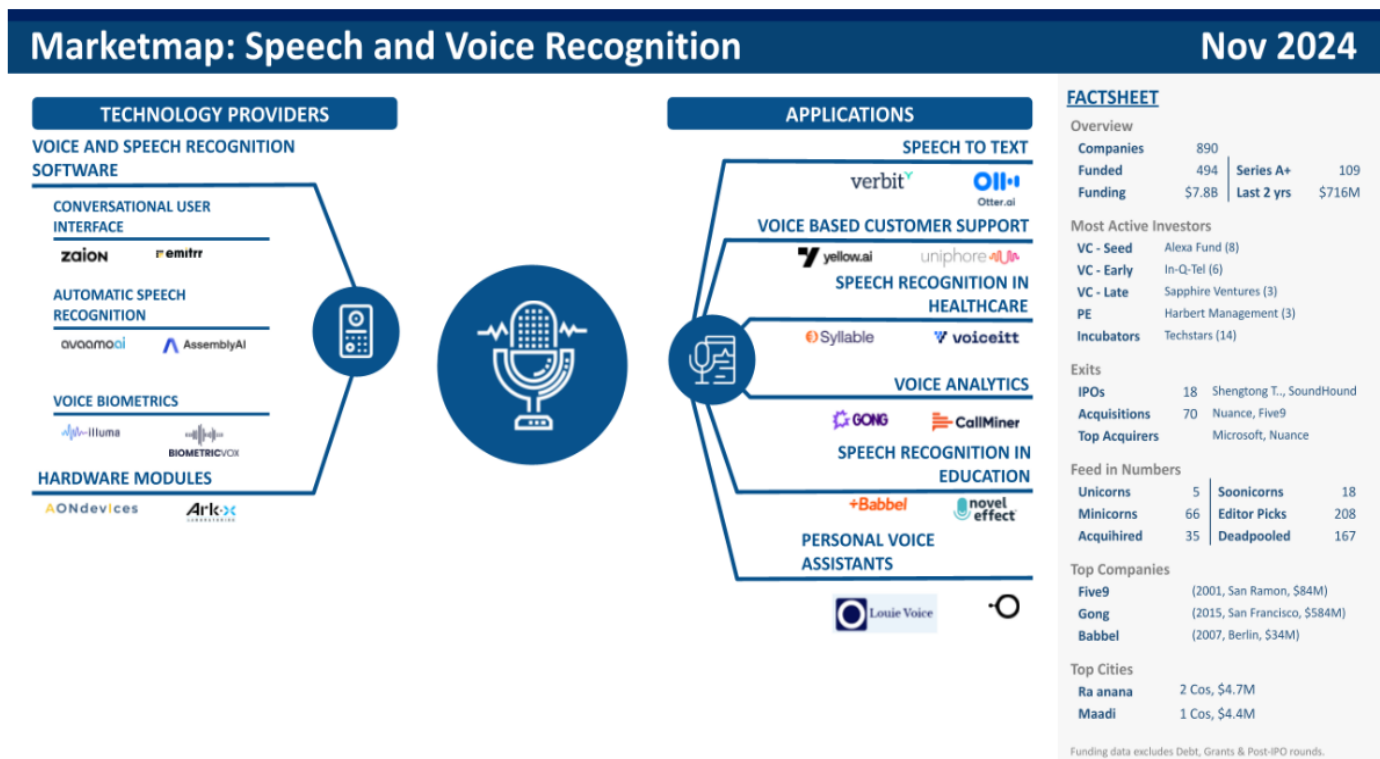 Marketmap: Speech and Voice Recognition
Nov 2024
TECHNOLOGY PROVIDERS
VOICE AND SPEECH RECOGNITION
SOFTWARE
CONVERSATIONAL USER
INTERFACE
zaion emitrr
AUTOMATIC SPEECH
RECOGNITION
avaamoai AssemblyAI
VOICE BIOMETRICS
illuma
BIOMETRICVOX
HARDWARE MODULES
AONdevices Ark-x
LABORATORIES
APPLICATIONS
SPEECH TO TEXT
verbit
Otter.ai
VOICE BASED CUSTOMER SUPPORT
yellow.ai uniphore
SPEECH RECOGNITION IN
HEALTHCARE
Syllable voiceitt
VOICE ANALYTICS
GONG CallMiner
SPEECH RECOGNITION IN
EDUCATION
+Babbel novel
effect
PERSONAL VOICE
ASSISTANTS
Louie Voice
FACTSHEET
Overview
Companies 890
Funded 494 Series A+ 109
Funding $7.8B Last 2 yrs $716M
Most Active Investors
VC - Seed Alexa Fund (8)
VC - Early In-Q-Tel (6)
VC - Late Sapphire Ventures (3)
PE Harbert Management (3)
Incubators Techstars (14)
Exits
IPOs 18 Shengtong T.., SoundHound
Acquisitions 70 Nuance, Five9
Top Acquirers Microsoft, Nuance
Feed in Numbers
Unicorns 5 Soonicorns 18
Minicorns 66 Editor Picks 208
Acquihired 35 Deadpooled 167
Top Companies
Five9 (2001, San Ramon, $84M)
Gong (2015, San Francisco, $584M)
Babbel (2007, Berlin, $34M)
Top Cities
Ra anana 2 Cos, $4.7M
Maadi 1 Cos, $4.4M
Funding data excludes Debt, Grants & Post-IPO rounds.